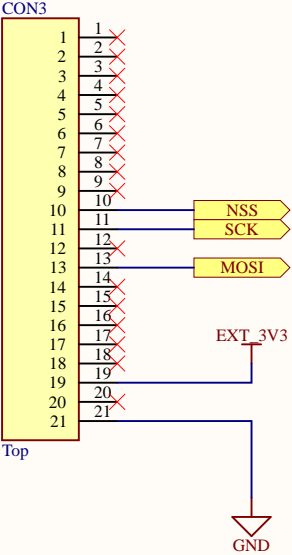 CON3
1 1
2 2
3 3
4 4
5 5
6 6
7 7
8 8
9 9
10 10 NSS
11 11 SCK
12 12
13 13 MOSI
14 14
15 15
16 16
17 17 EXT_3V3
18 18
19 19
20 20
21 21
Top
GND